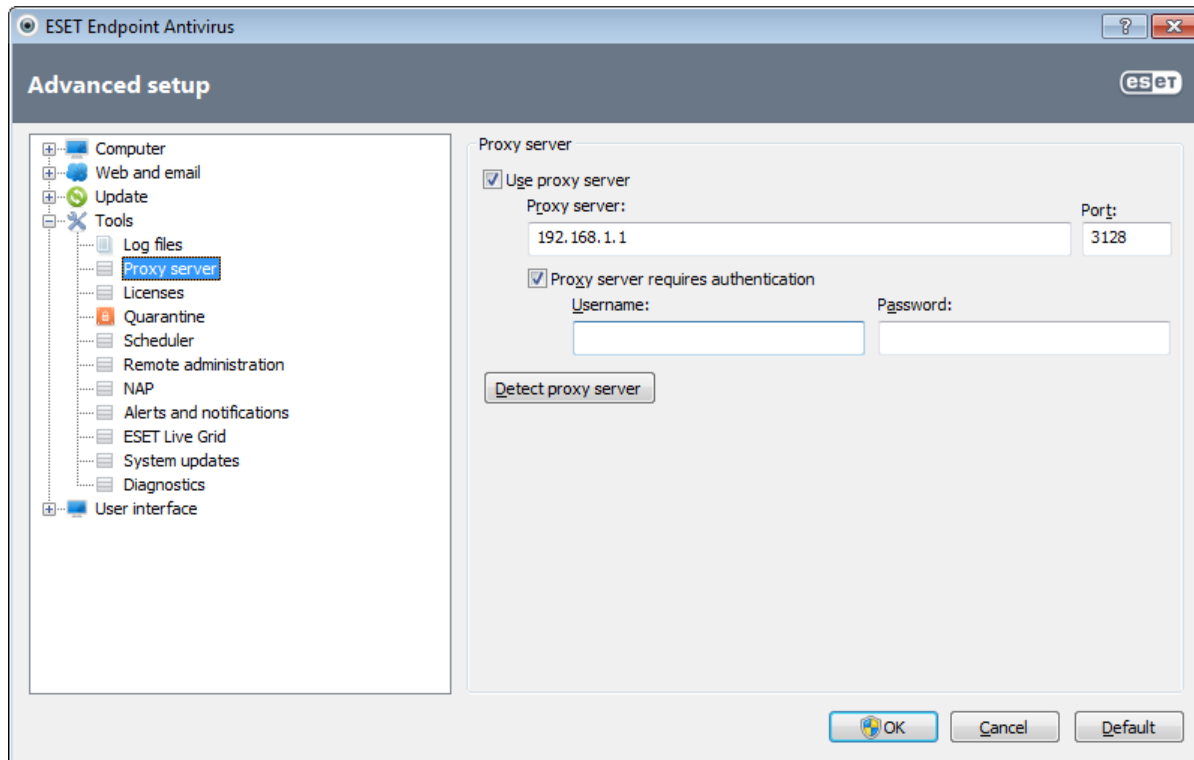 ESET Endpoint Antivirus
?
Advanced setup
eset
Computer
Web and email
Update
Tools
Log files
Proxy server
Licenses
Quarantine
Scheduler
Remote administration
NAP
Alerts and notifications
ESET Live Grid
System updates
Diagnostics
User interface
Proxy server
Use proxy server
Proxy server: Port:
192.168.1.1 3128
Proxy server requires authentication
Username: Password:
Detect proxy server
OK Cancel Default